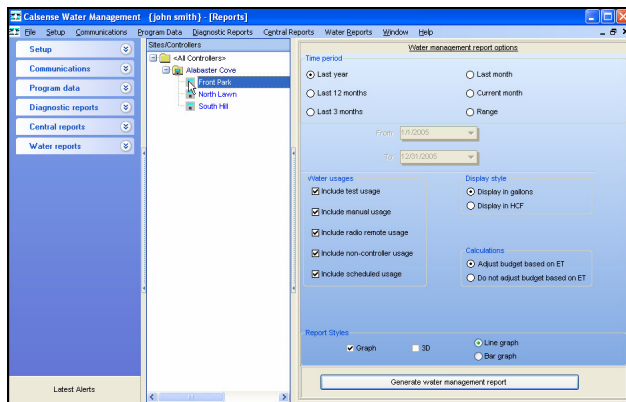 Calsense Water Management {john smith} - [Reports]
File Setup Communications Program Data Diagnostic Reports Central Reports Water Reports Window Help
Setup
Communications
Program data
Diagnostic reports
Central reports
Water reports
Latest Alerts
Sites/Controllers
<All Controllers>
Alabaster Cove
Front Park
North Lawn
South Hill
Water management report options
Time period
Last year
Last month
Last 12 months
Current month
Last 3 months
Range
From: 1/1/2005
To: 12/31/2005
Water usages
Include test usage
Include manual usage
Include radio remote usage
Include non-controller usage
Include scheduled usage
Display style
Display in gallons
Display in HCF
Calculations
Adjust budget based on ET
Do not adjust budget based on ET
Report Styles
Graph
3D
Line graph
Bar graph
Generate water management report